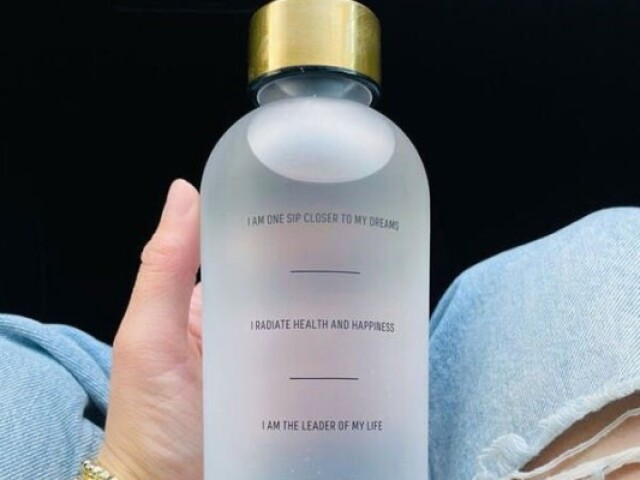 I AM ONE SIP CLOSER TO MY DREAMS
I RADIATE HEALTH AND HAPPINESS
I AM THE LEADER OF MY LIFE